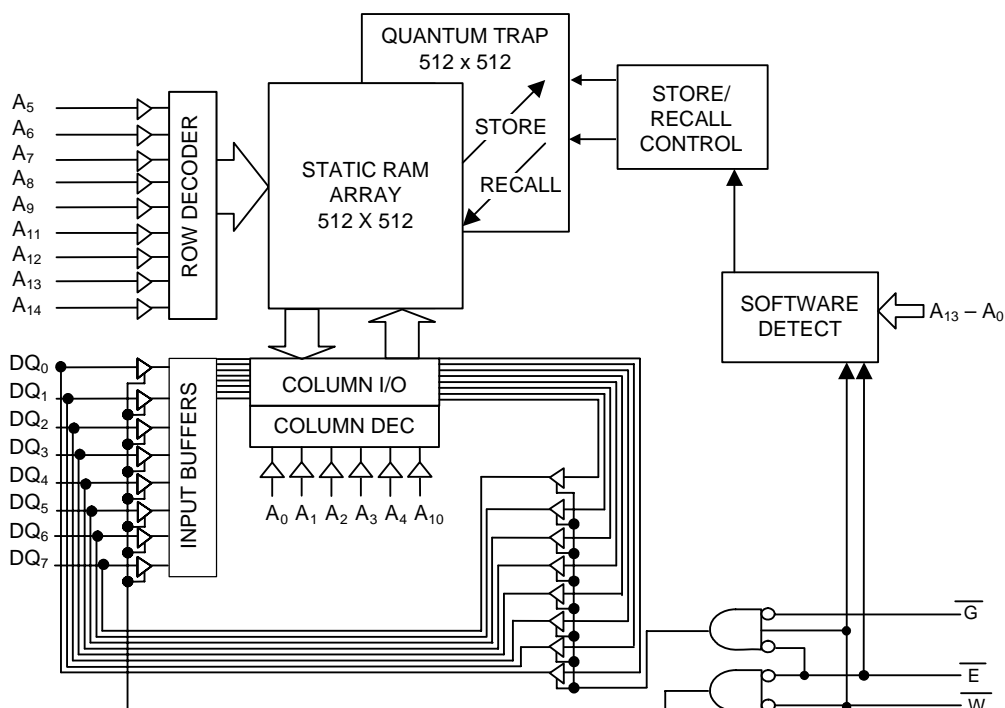 QUANTUM TRAP
512 x 512
STORE
RECALL
STORE/
RECALL
CONTROL
A5
A6
A7
A8
A9
A11
A12
A13
A14
ROW DECODER
STATIC RAM
ARRAY
512 X 512
SOFTWARE
DETECT
A13 – A0
DQ0
DQ1
DQ2
DQ3
DQ4
DQ5
DQ6
DQ7
INPUT BUFFERS
COLUMN I/O
COLUMN DEC
A0 A1 A2 A3 A4 A10
G
E
W